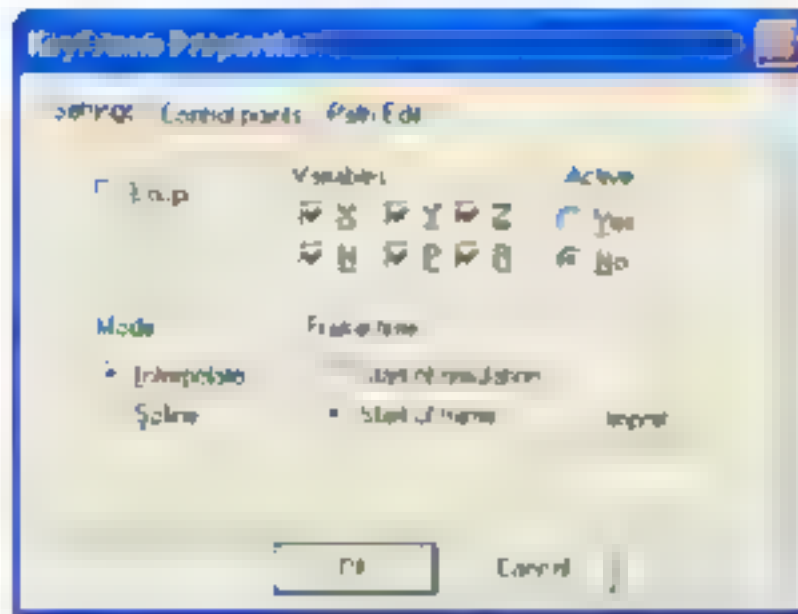 Keyframe Properties
Settings Control points Path Edit
Loop
Variables
X Y Z
H P R
Active
Yes
No
Mode
Interpolate
Spline
Start of simulation
Start of frame
Import
OK Cancel